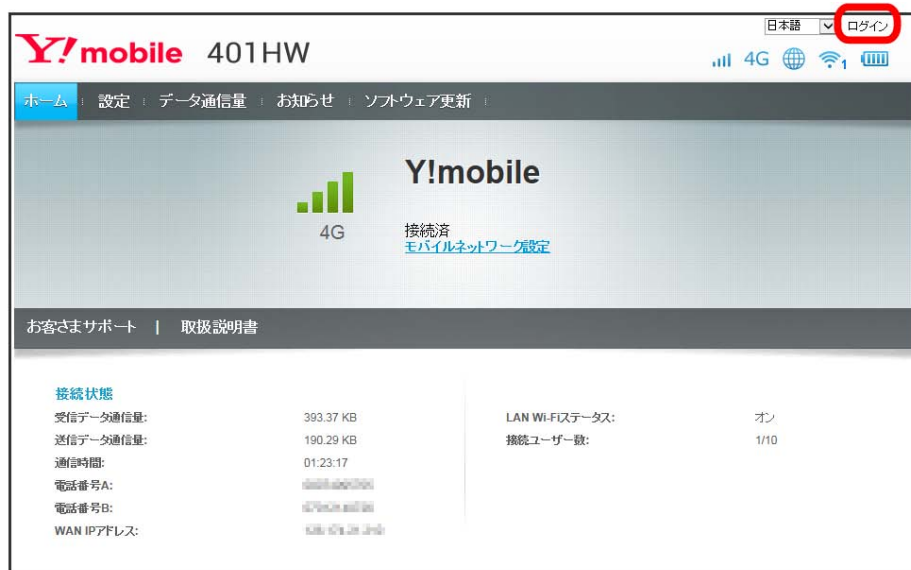 日本語 ログイン
Y!mobile 401HW
4G 1
ホーム 設定 データ通信量 お知らせ ソフトウェア更新
Y!mobile
4G 接続済
モバイルネットワーク設定
お客さまサポート | 取扱説明書
接続状態
受信データ通信量: 393.37 KB LAN Wi-Fiステータス: オン
送信データ通信量: 190.29 KB 接続ユーザー数: 1/10
通信時間: 01:23:17
電話番号A:
電話番号B:
WAN IPアドレス: